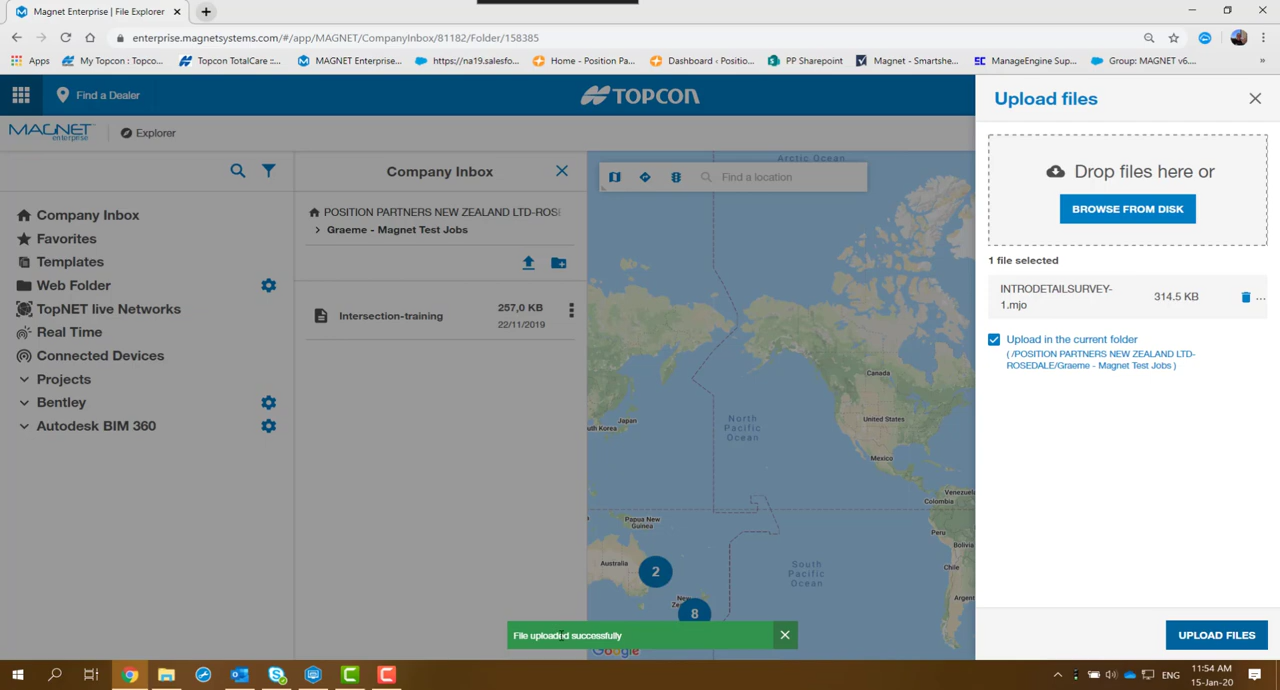 Magnet Enterprise | File Explorer
enterprise.magnetsystems.com/#/app/MAGNET/CompanyInbox/81182/Folder/158385
Apps
My Topcon : Topco...
Topcon TotalCare ::...
MAGNET Enterprise...
https://na19.salesfo...
Home - Position Pa...
Dashboard ‹ Positio...
PP Sharepoint
Magnet - Smartshe...
ManageEngine Sup...
Group: MAGNET v6....
Find a Dealer
TOPCON
MAGNET enterprise
Explorer
Company Inbox
Favorites
Templates
Web Folder
TopNET live Networks
Real Time
Connected Devices
Projects
Bentley
Autodesk BIM 360
Company Inbox
POSITION PARTNERS NEW ZEALAND LTD-ROSE
> Graeme - Magnet Test Jobs
Intersection-training
257,0 KB
22/11/2019
Find a location
Arctic Ocean
Canada
United States
Mexico
North
Pacific
Ocean
Japan
uth Korea
Papua New
Guinea
Australia
South
Pacific
Ocean
New
Venezuela
Colombia
Peru
Bolivia
Chile
Argen
2
8
Google
File uploaded successfully
Upload files
Drop files here or
BROWSE FROM DISK
1 file selected
INTRODETAILSURVEY-
1.mjo
314.5 KB
...
Upload in the current folder
( /POSITION PARTNERS NEW ZEALAND LTD-
ROSEDALE/Graeme - Magnet Test Jobs )
UPLOAD FILES
ENG
11:54 AM
15-Jan-20